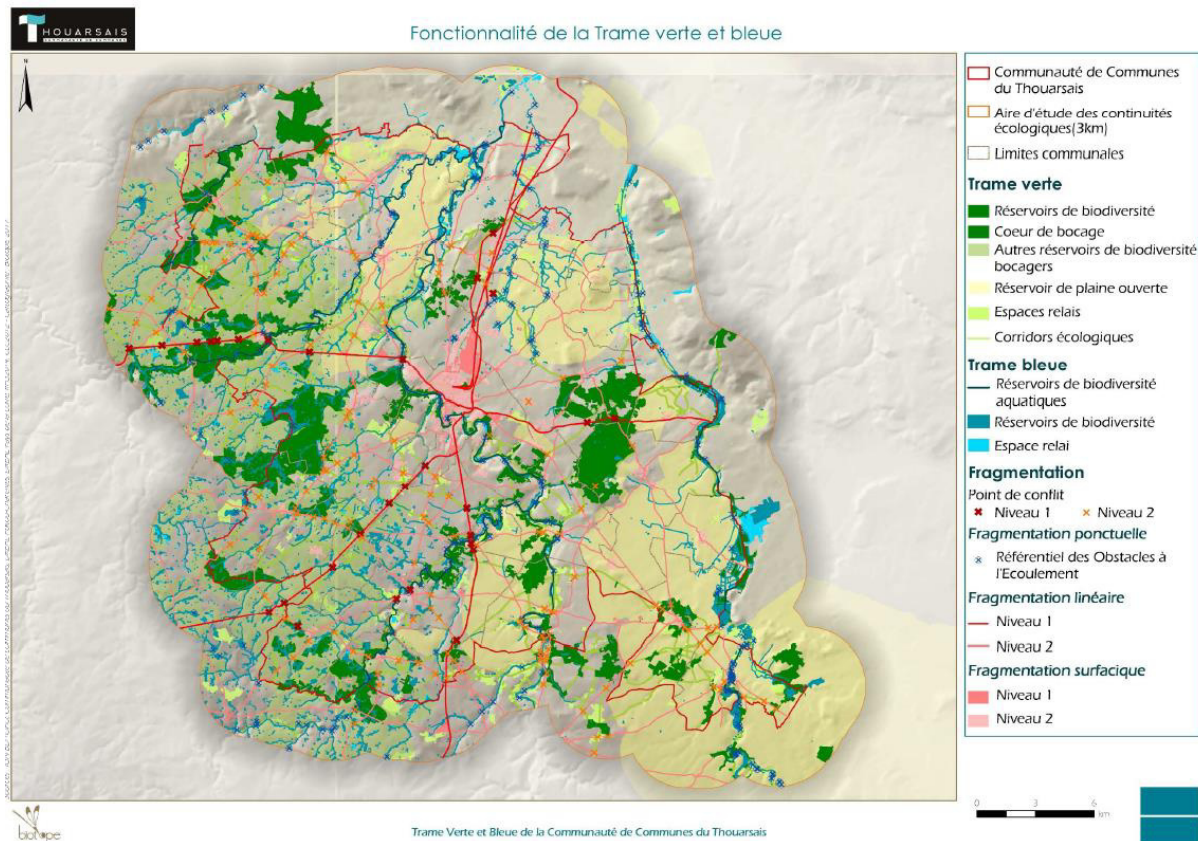 THOUARSAIS
COMMUNAUTÉ DE COMMUNES
Fonctionnalité de la Trame verte et bleue
N
Communauté de Communes
du Thouarsais
Aire d'étude des continuités
écologiques(3km)
Limites communales
Trame verte
Réservoirs de biodiversité
Coeur de bocage
Autres réservoirs de biodiversité
bocagers
Réservoir de plaine ouverte
Espaces relais
Corridors écologiques
Trame bleue
Réservoirs de biodiversité
aquatiques
Réservoirs de biodiversité
Espace relai
Fragmentation
Point de conflit
Niveau 1 Niveau 2
Fragmentation ponctuelle
Référentiel des Obstacles à
l'Ecoulement
Fragmentation linéaire
Niveau 1
Niveau 2
Fragmentation surfacique
Niveau 1
Niveau 2
0 3 6
km
biotope
Trame Verte et Bleue de la Communauté de Communes du Thouarsais